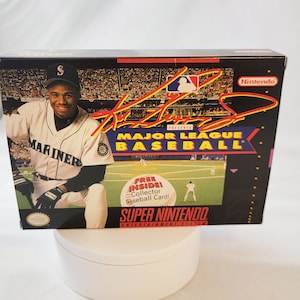 S
Nintendo
PRESENTS
MAJOR LEAGUE
BASEBALL
MARINERS
FREE
INSIDE!
Collector
Baseball Card!
SUPER NINTENDO
ENTERTAINMENT SYSTEM